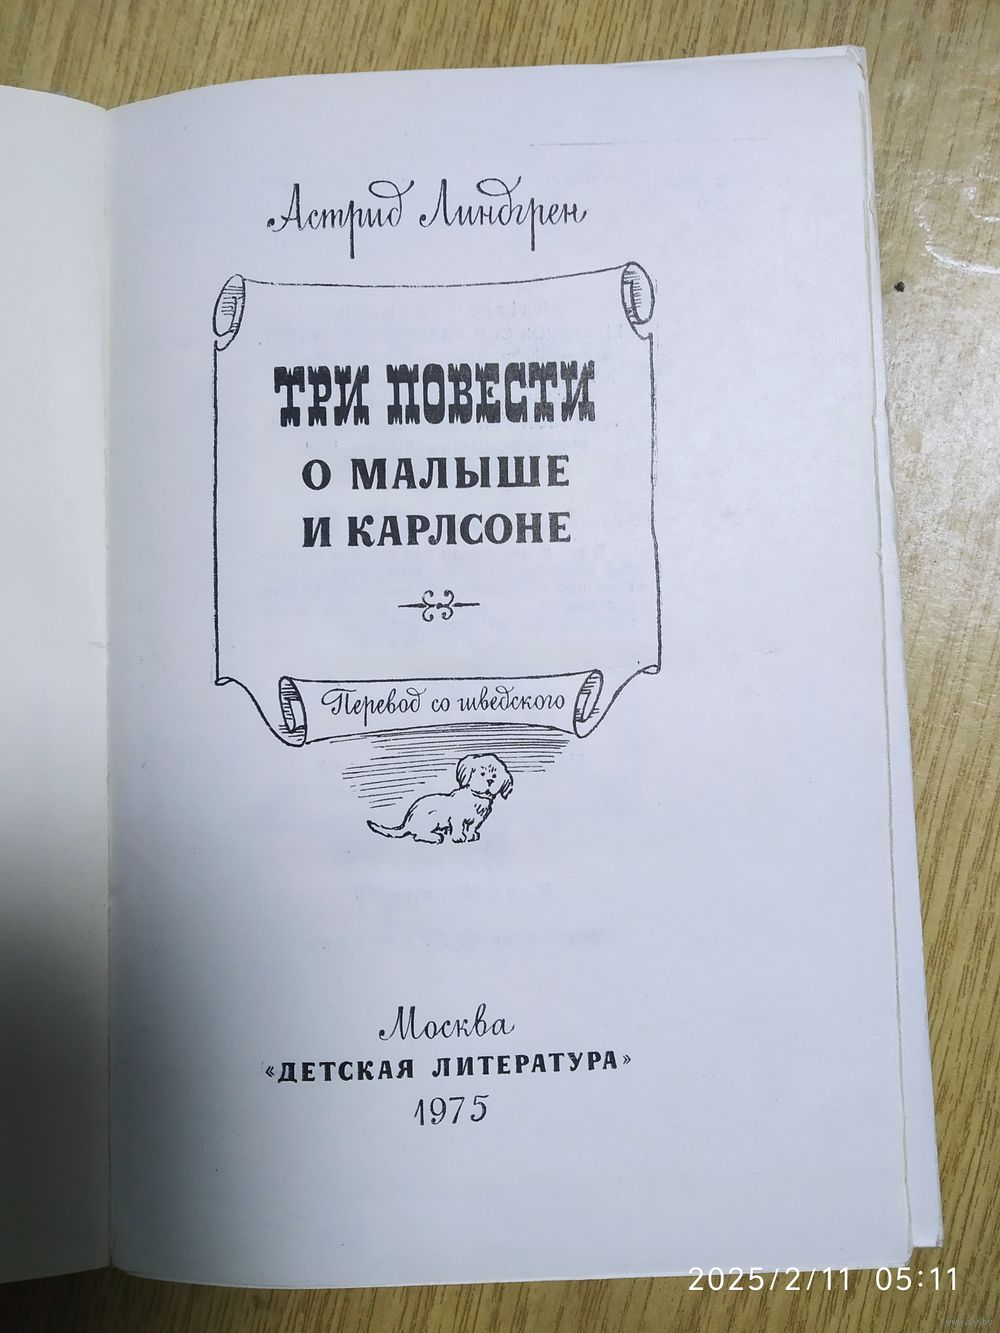 Астрид Линдгрен
ТРИ ПОВЕСТИ
О МАЛЫШЕ
И КАРЛСОНЕ
Перевод со шведского
Москва
«ДЕТСКАЯ ЛИТЕРАТУРА»
1975
2025/2/11 05:11